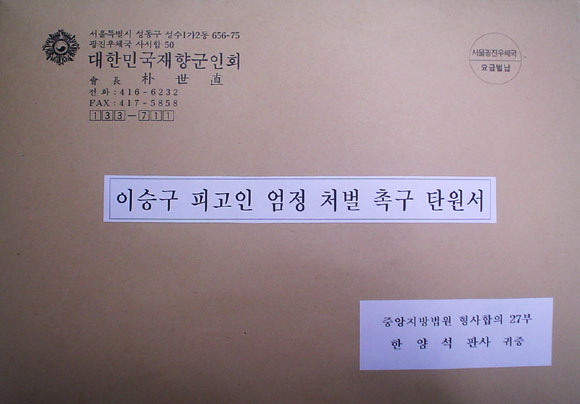 서울특별시 성동구 성수1가2동 656-75
광진우체국 사서함 50
대한민국재향군인회
會 長 朴 世 直
전 화 : 416 - 6232
FAX : 417 - 5858
133-711
서울광진우체국
요금별납
이승구 피고인 엄정 처벌 촉구 탄원서
중앙지방법원 형사합의 27부
한 양 석 판사 귀중